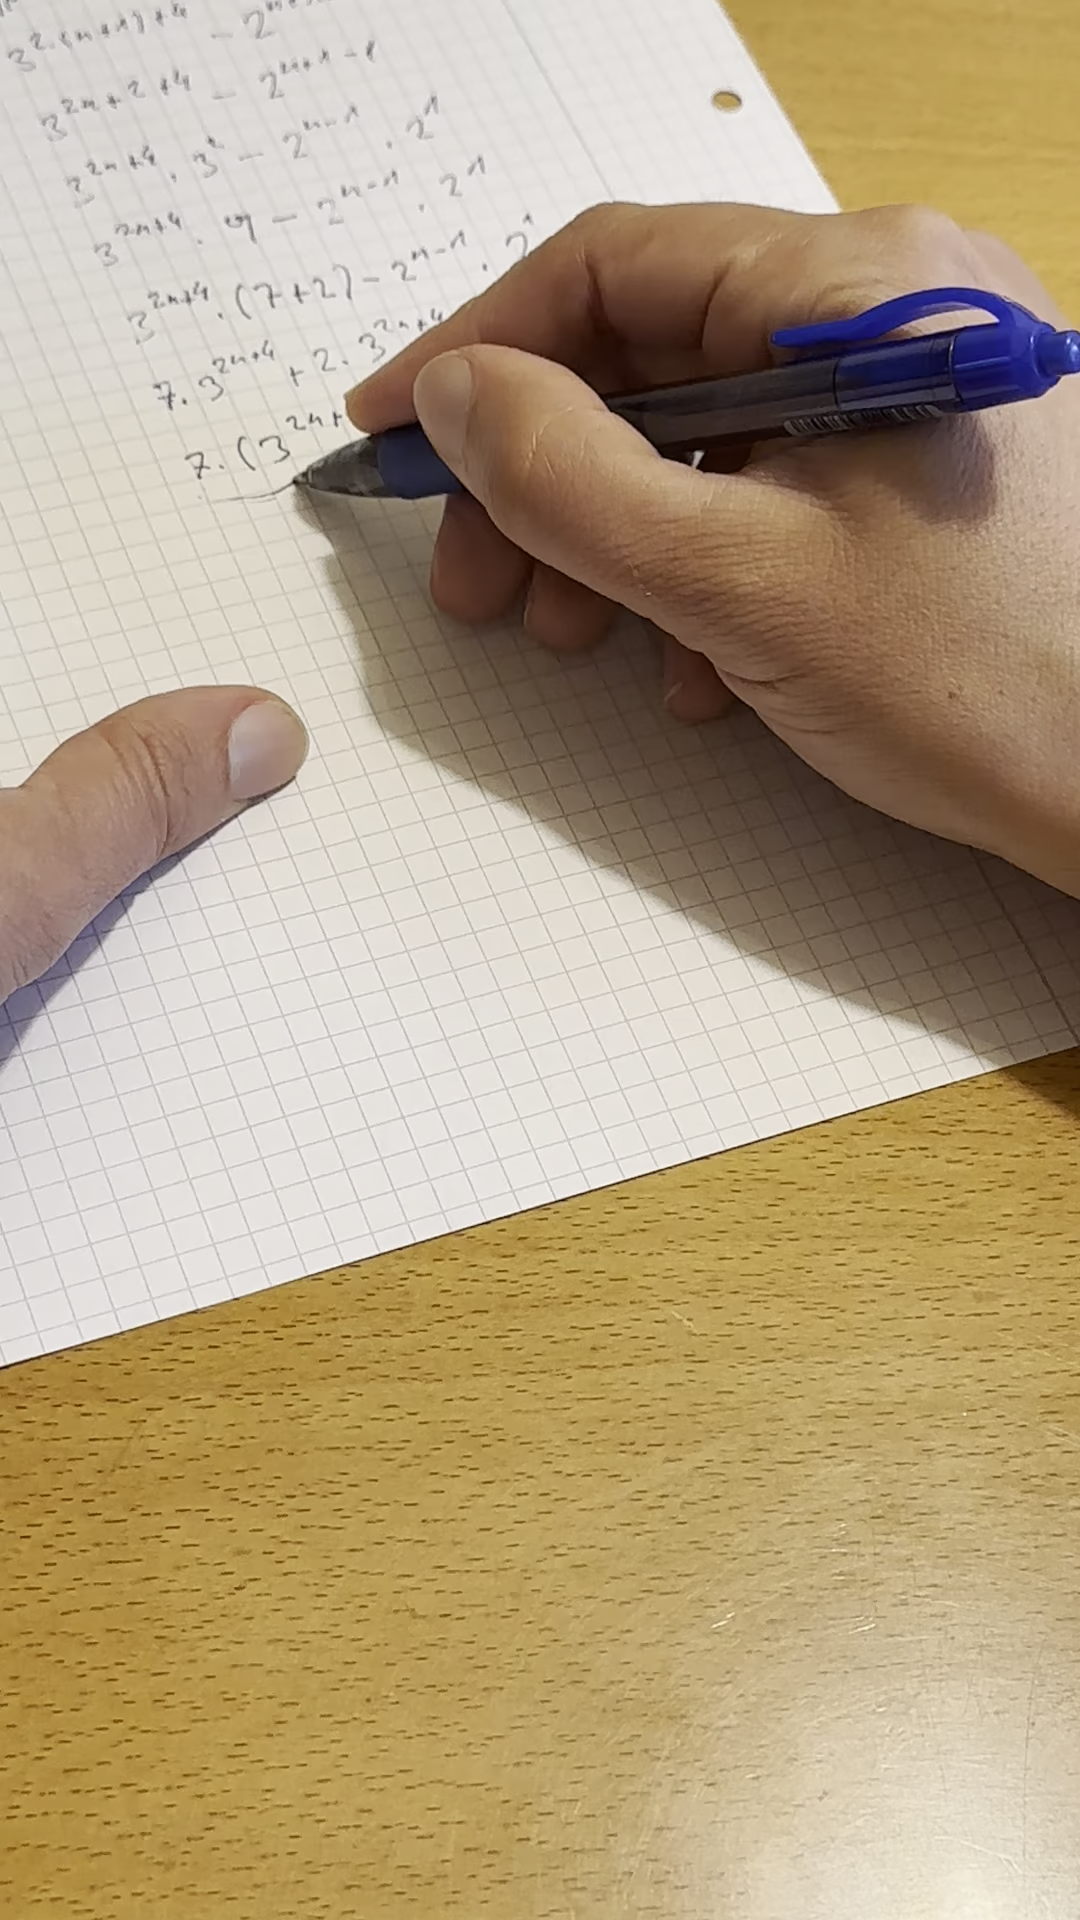 3^{2·(n+1)+4} - 2^{n+
3^{2n+2+4} - 2^{n+1-1}
3^{2n+4} · 3^2 - 2^{n-1} · 2^1
3^{2n+4} · 9 - 2^{n-1} · 2^1
3^{2n+4} · (7+2) - 2^{n-1} · 2^1
7 · 3^{2n+4} + 2 · 3^{2n+4}
7 · (3^{2n+